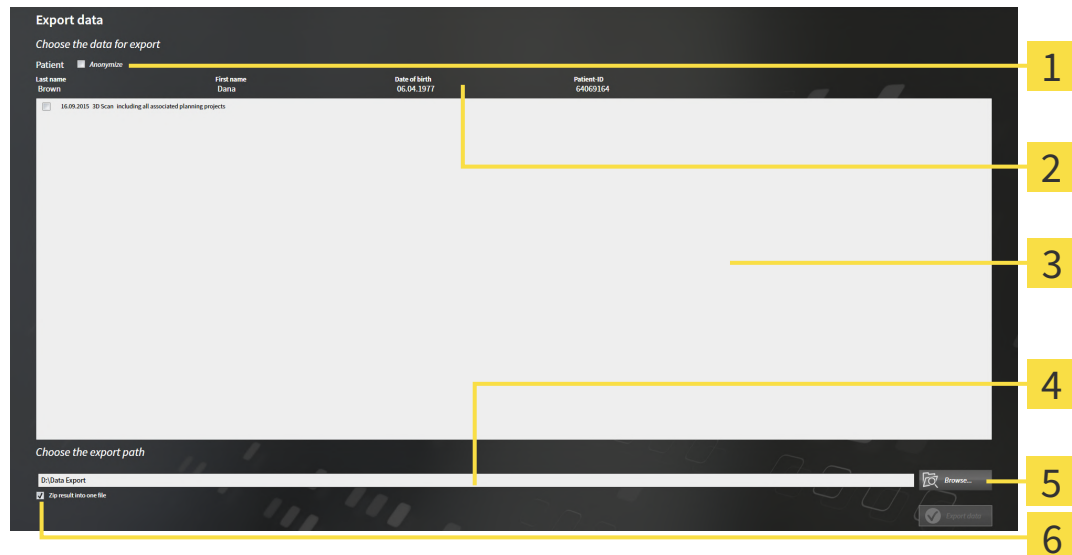 Export data
Choose the data for export
Patient Anonymize
Last name First name Date of birth Patient-ID
Brown Dana 06.04.1977 64069164
16.09.2015 3D Scan including all associated planning projects
Choose the export path
D:\Data Export Browse...
Zip result into one file
Export data
1
2
3
4
5
6